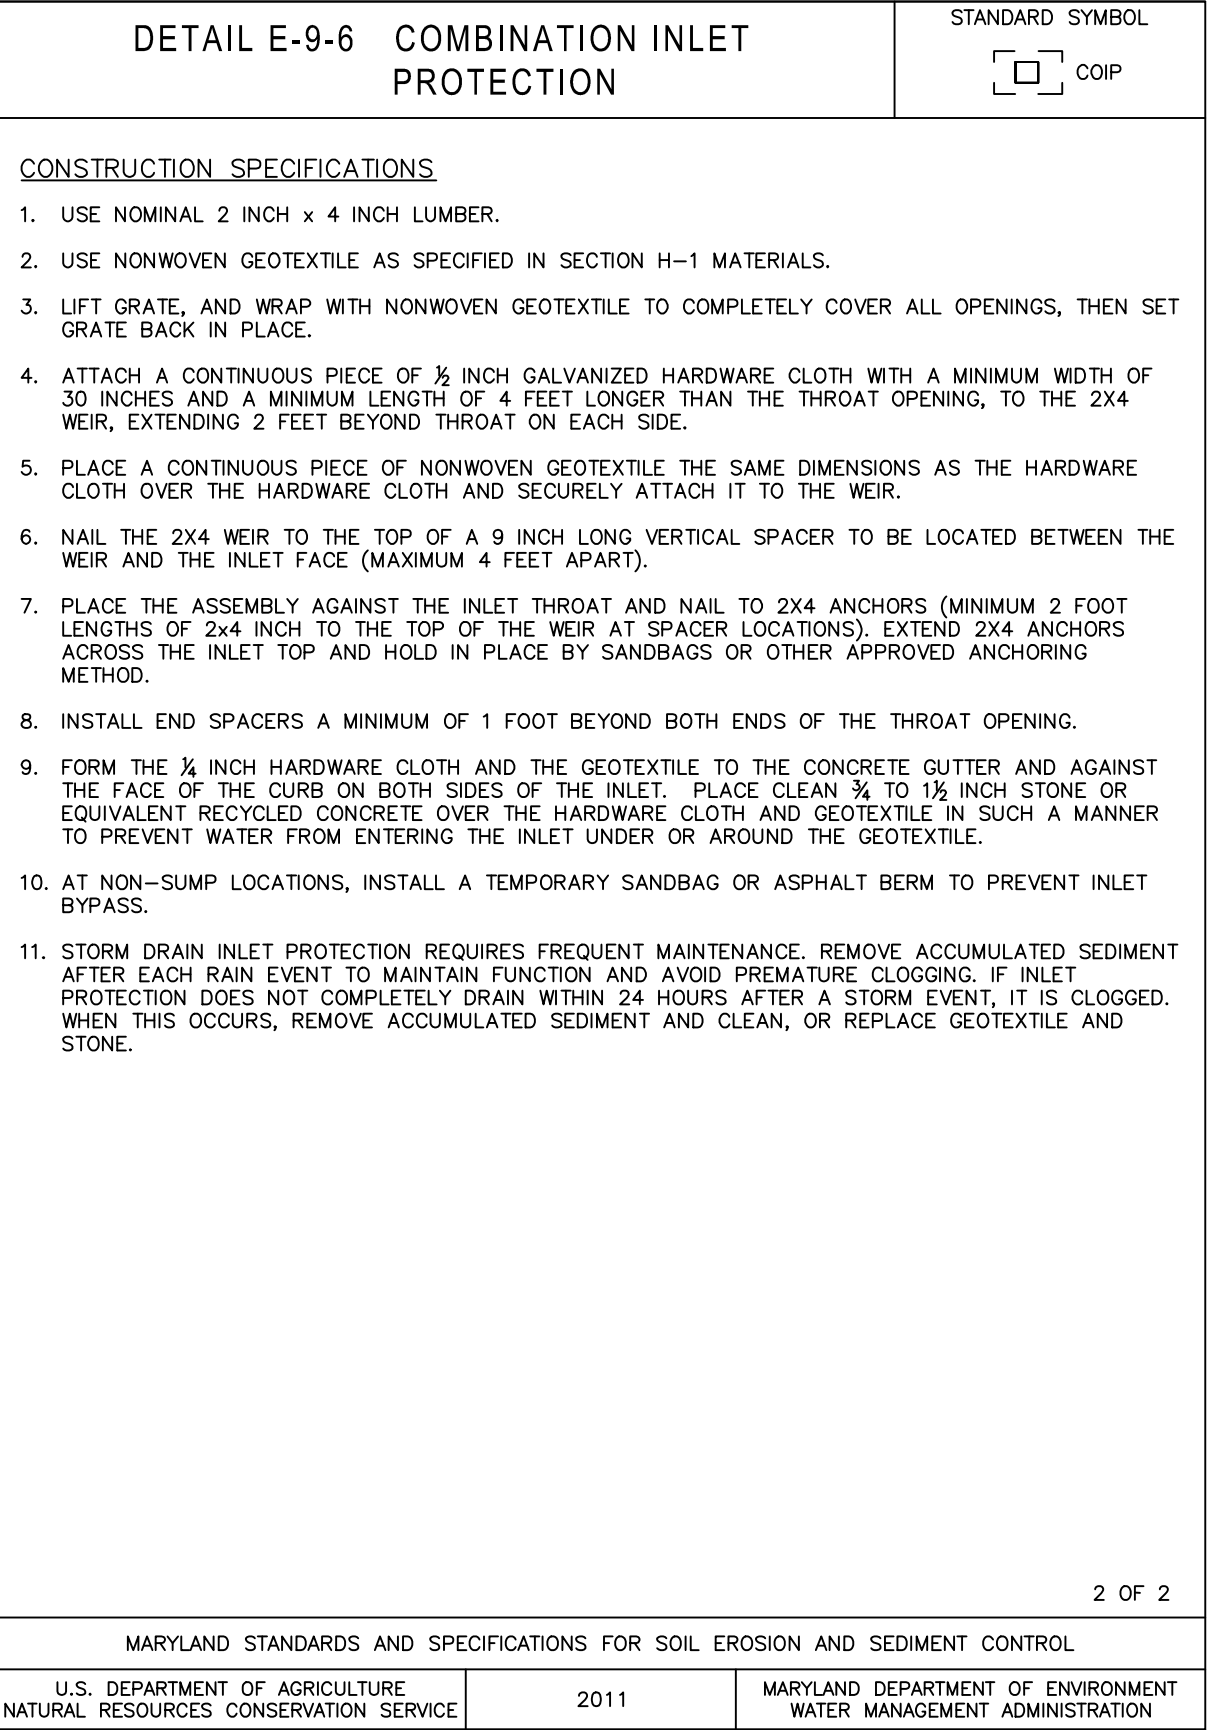 DETAIL E-9-6 COMBINATION INLET
PROTECTION
STANDARD SYMBOL
COIP
CONSTRUCTION SPECIFICATIONS
1. USE NOMINAL 2 INCH x 4 INCH LUMBER.
2. USE NONWOVEN GEOTEXTILE AS SPECIFIED IN SECTION H-1 MATERIALS.
3. LIFT GRATE, AND WRAP WITH NONWOVEN GEOTEXTILE TO COMPLETELY COVER ALL OPENINGS, THEN SET
GRATE BACK IN PLACE.
4. ATTACH A CONTINUOUS PIECE OF ½ INCH GALVANIZED HARDWARE CLOTH WITH A MINIMUM WIDTH OF
30 INCHES AND A MINIMUM LENGTH OF 4 FEET LONGER THAN THE THROAT OPENING, TO THE 2X4
WEIR, EXTENDING 2 FEET BEYOND THROAT ON EACH SIDE.
5. PLACE A CONTINUOUS PIECE OF NONWOVEN GEOTEXTILE THE SAME DIMENSIONS AS THE HARDWARE
CLOTH OVER THE HARDWARE CLOTH AND SECURELY ATTACH IT TO THE WEIR.
6. NAIL THE 2X4 WEIR TO THE TOP OF A 9 INCH LONG VERTICAL SPACER TO BE LOCATED BETWEEN THE
WEIR AND THE INLET FACE (MAXIMUM 4 FEET APART).
7. PLACE THE ASSEMBLY AGAINST THE INLET THROAT AND NAIL TO 2X4 ANCHORS (MINIMUM 2 FOOT
LENGTHS OF 2x4 INCH TO THE TOP OF THE WEIR AT SPACER LOCATIONS). EXTEND 2X4 ANCHORS
ACROSS THE INLET TOP AND HOLD IN PLACE BY SANDBAGS OR OTHER APPROVED ANCHORING
METHOD.
8. INSTALL END SPACERS A MINIMUM OF 1 FOOT BEYOND BOTH ENDS OF THE THROAT OPENING.
9. FORM THE ¼ INCH HARDWARE CLOTH AND THE GEOTEXTILE TO THE CONCRETE GUTTER AND AGAINST
THE FACE OF THE CURB ON BOTH SIDES OF THE INLET. PLACE CLEAN ¾ TO 1½ INCH STONE OR
EQUIVALENT RECYCLED CONCRETE OVER THE HARDWARE CLOTH AND GEOTEXTILE IN SUCH A MANNER
TO PREVENT WATER FROM ENTERING THE INLET UNDER OR AROUND THE GEOTEXTILE.
10. AT NON-SUMP LOCATIONS, INSTALL A TEMPORARY SANDBAG OR ASPHALT BERM TO PREVENT INLET
BYPASS.
11. STORM DRAIN INLET PROTECTION REQUIRES FREQUENT MAINTENANCE. REMOVE ACCUMULATED SEDIMENT
AFTER EACH RAIN EVENT TO MAINTAIN FUNCTION AND AVOID PREMATURE CLOGGING. IF INLET
PROTECTION DOES NOT COMPLETELY DRAIN WITHIN 24 HOURS AFTER A STORM EVENT, IT IS CLOGGED.
WHEN THIS OCCURS, REMOVE ACCUMULATED SEDIMENT AND CLEAN, OR REPLACE GEOTEXTILE AND
STONE.
2 OF 2
MARYLAND STANDARDS AND SPECIFICATIONS FOR SOIL EROSION AND SEDIMENT CONTROL
U.S. DEPARTMENT OF AGRICULTURE
NATURAL RESOURCES CONSERVATION SERVICE
2011
MARYLAND DEPARTMENT OF ENVIRONMENT
WATER MANAGEMENT ADMINISTRATION